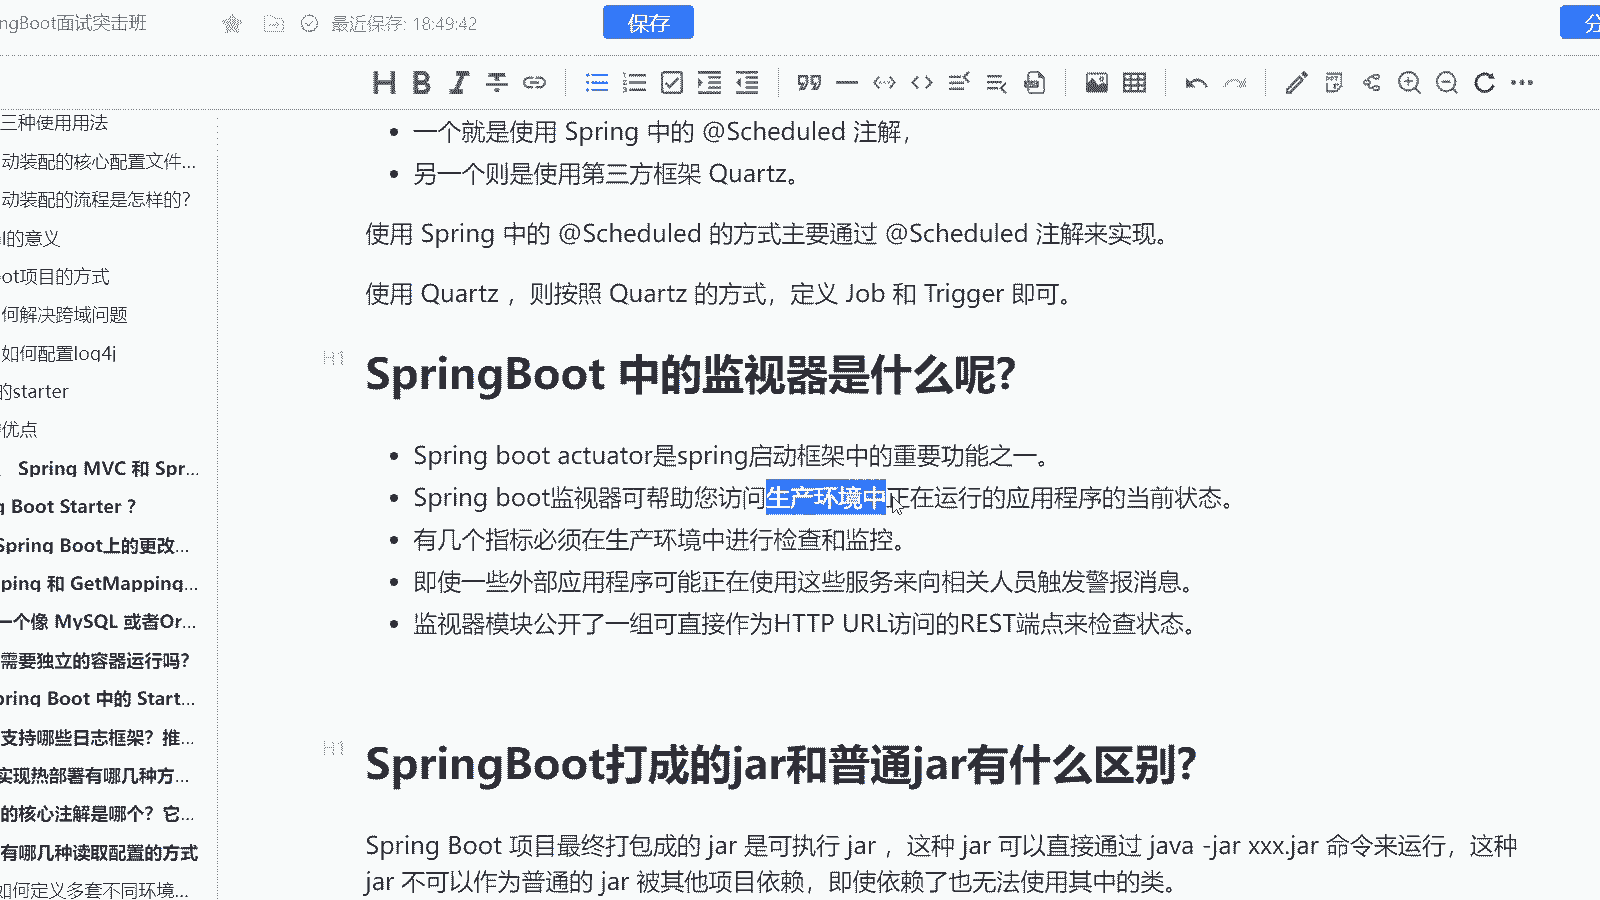 ngBoot面试突击班
最近保存: 18:49:42
保存
分
三种使用用法
动装配的核心配置文件...
动装配的流程是怎样的?
l的意义
ot项目的方式
何解决跨域问题
如何配置log4j
的starter
优点
Spring MVC 和 Spr...
g Boot Starter ?
Spring Boot上的更改...
ping 和 GetMapping...
一个像 MySQL 或者Or...
需要独立的容器运行吗?
pring Boot 中的 Start...
支持哪些日志框架? 推...
实现热部署有哪几种方...
的核心注解是哪个? 它...
有哪几种读取配置的方式
如何定义多套不同环境...
• 一个就是使用 Spring 中的 @Scheduled 注解,
• 另一个则是使用第三方框架 Quartz。
使用 Spring 中的 @Scheduled 的方式主要通过 @Scheduled 注解来实现。
使用 Quartz ，则按照 Quartz 的方式，定义 Job 和 Trigger 即可。
H1
SpringBoot 中的监视器是什么呢?
• Spring boot actuator是spring启动框架中的重要功能之一。
• Spring boot监视器可帮助您访问生产环境中正在运行的应用程序的当前状态。
• 有几个指标必须在生产环境中进行检查和监控。
• 即使一些外部应用程序可能正在使用这些服务来向相关人员触发警报消息。
• 监视器模块公开了一组可直接作为HTTP URL访问的REST端点来检查状态。
H1
SpringBoot打成的jar和普通jar有什么区别?
Spring Boot 项目最终打包成的 jar 是可执行 jar ，这种 jar 可以直接通过 java -jar xxx.jar 命令来运行，这种
jar 不可以作为普通的 jar 被其他项目依赖，即使依赖了也无法使用其中的类。